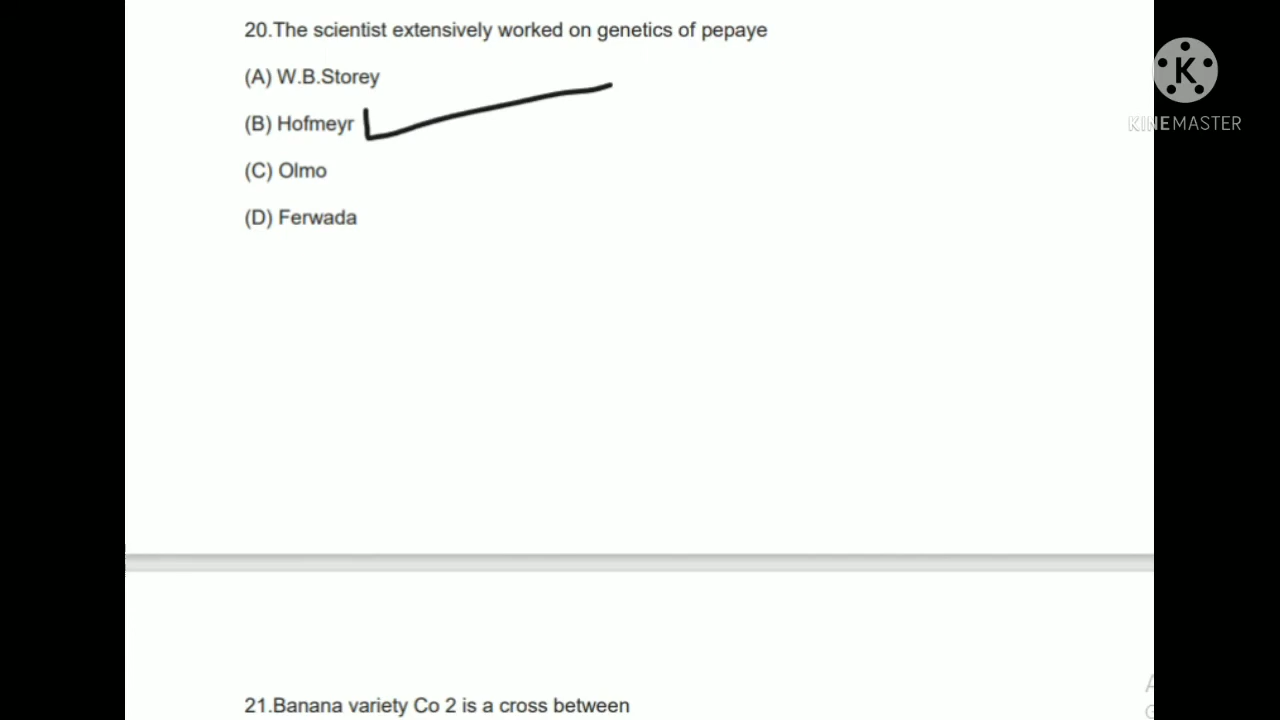 20.The scientist extensively worked on genetics of pepaye
(A) W.B.Storey
(B) Hofmeyr
(C) Olmo
(D) Ferwada
K
KINEMASTER
21.Banana variety Co 2 is a cross between